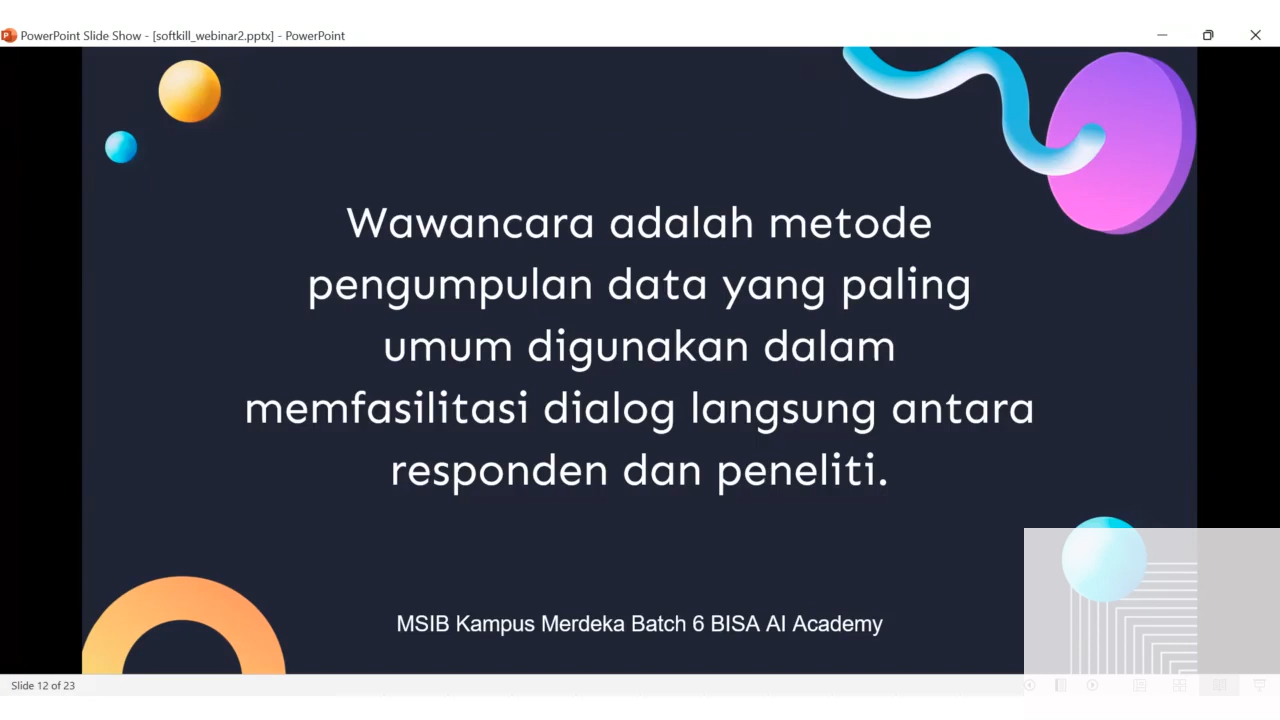 PowerPoint Slide Show - [softkill_webinar2.pptx] - PowerPoint
Wawancara adalah metode
pengumpulan data yang paling
umum digunakan dalam
memfasilitasi dialog langsung antara
responden dan peneliti.
MSIB Kampus Merdeka Batch 6 BISA AI Academy
Slide 12 of 23